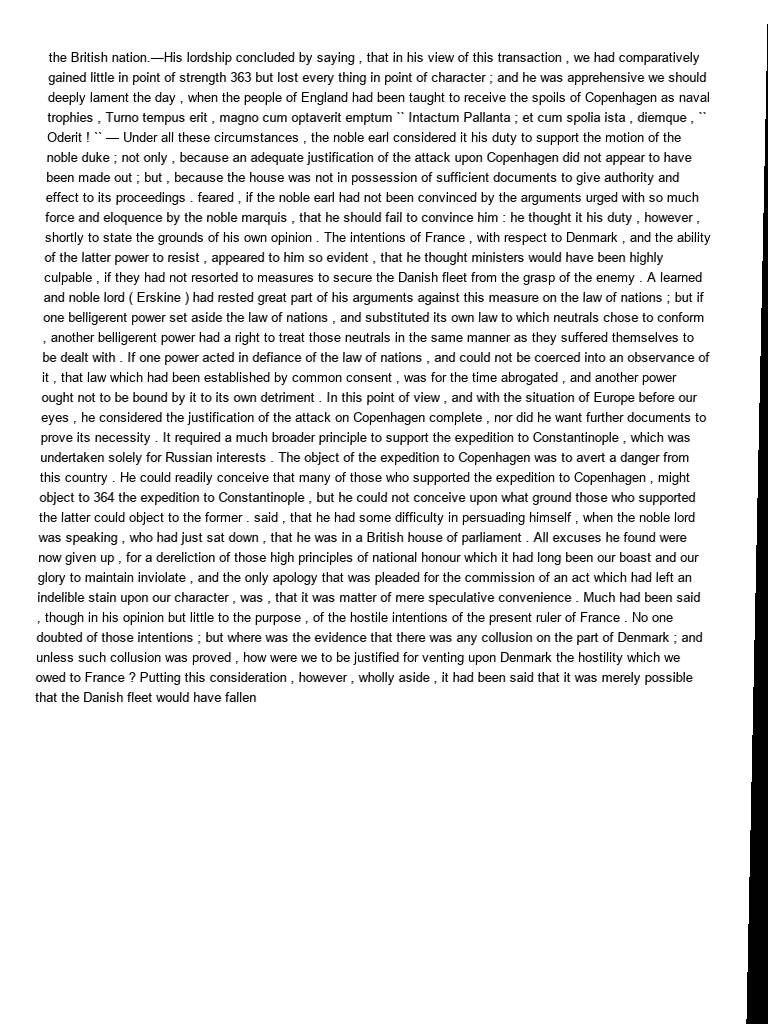 the British nation.—His lordship concluded by saying , that in his view of this transaction , we had comparatively
gained little in point of strength 363 but lost every thing in point of character ; and he was apprehensive we should
deeply lament the day , when the people of England had been taught to receive the spoils of Copenhagen as naval
trophies , Turno tempus erit , magno cum optaverit emptum `` Intactum Pallanta ; et cum spolia ista , diemque , ``
Oderit ! `` — Under all these circumstances , the noble earl considered it his duty to support the motion of the
noble duke ; not only , because an adequate justification of the attack upon Copenhagen did not appear to have
been made out ; but , because the house was not in possession of sufficient documents to give authority and
effect to its proceedings . feared , if the noble earl had not been convinced by the arguments urged with so much
force and eloquence by the noble marquis , that he should fail to convince him : he thought it his duty , however ,
shortly to state the grounds of his own opinion . The intentions of France , with respect to Denmark , and the ability
of the latter power to resist , appeared to him so evident , that he thought ministers would have been highly
culpable , if they had not resorted to measures to secure the Danish fleet from the grasp of the enemy . A learned
and noble lord ( Erskine ) had rested great part of his arguments against this measure on the law of nations ; but if
one belligerent power set aside the law of nations , and substituted its own law to which neutrals chose to conform
, another belligerent power had a right to treat those neutrals in the same manner as they suffered themselves to
be dealt with . If one power acted in defiance of the law of nations , and could not be coerced into an observance of
it , that law which had been established by common consent , was for the time abrogated , and another power
ought not to be bound by it to its own detriment . In this point of view , and with the situation of Europe before our
eyes , he considered the justification of the attack on Copenhagen complete , nor did he want further documents to
prove its necessity . It required a much broader principle to support the expedition to Constantinople , which was
undertaken solely for Russian interests . The object of the expedition to Copenhagen was to avert a danger from
this country . He could readily conceive that many of those who supported the expedition to Copenhagen , might
object to 364 the expedition to Constantinople , but he could not conceive upon what ground those who supported
the latter could object to the former . said , that he had some difficulty in persuading himself , when the noble lord
was speaking , who had just sat down , that he was in a British house of parliament . All excuses he found were
now given up , for a dereliction of those high principles of national honour which it had long been our boast and our
glory to maintain inviolate , and the only apology that was pleaded for the commission of an act which had left an
indelible stain upon our character , was , that it was matter of mere speculative convenience . Much had been said
, though in his opinion but little to the purpose , of the hostile intentions of the present ruler of France . No one
doubted of those intentions ; but where was the evidence that there was any collusion on the part of Denmark ; and
unless such collusion was proved , how were we to be justified for venting upon Denmark the hostility which we
owed to France ? Putting this consideration , however , wholly aside , it had been said that it was merely possible
that the Danish fleet would have fallen